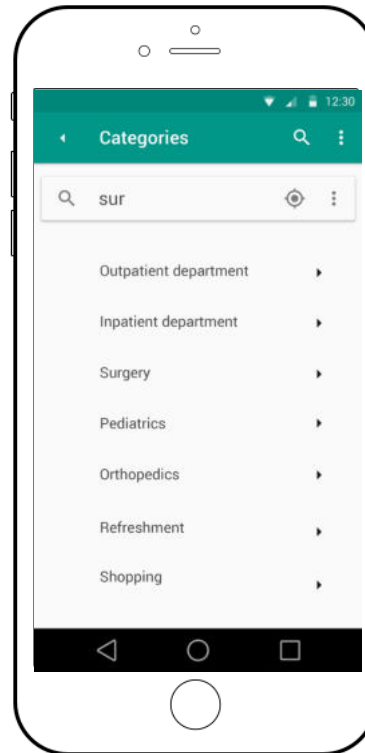 12:30
Categories
sur
Outpatient department
Inpatient department
Surgery
Pediatrics
Orthopedics
Refreshment
Shopping